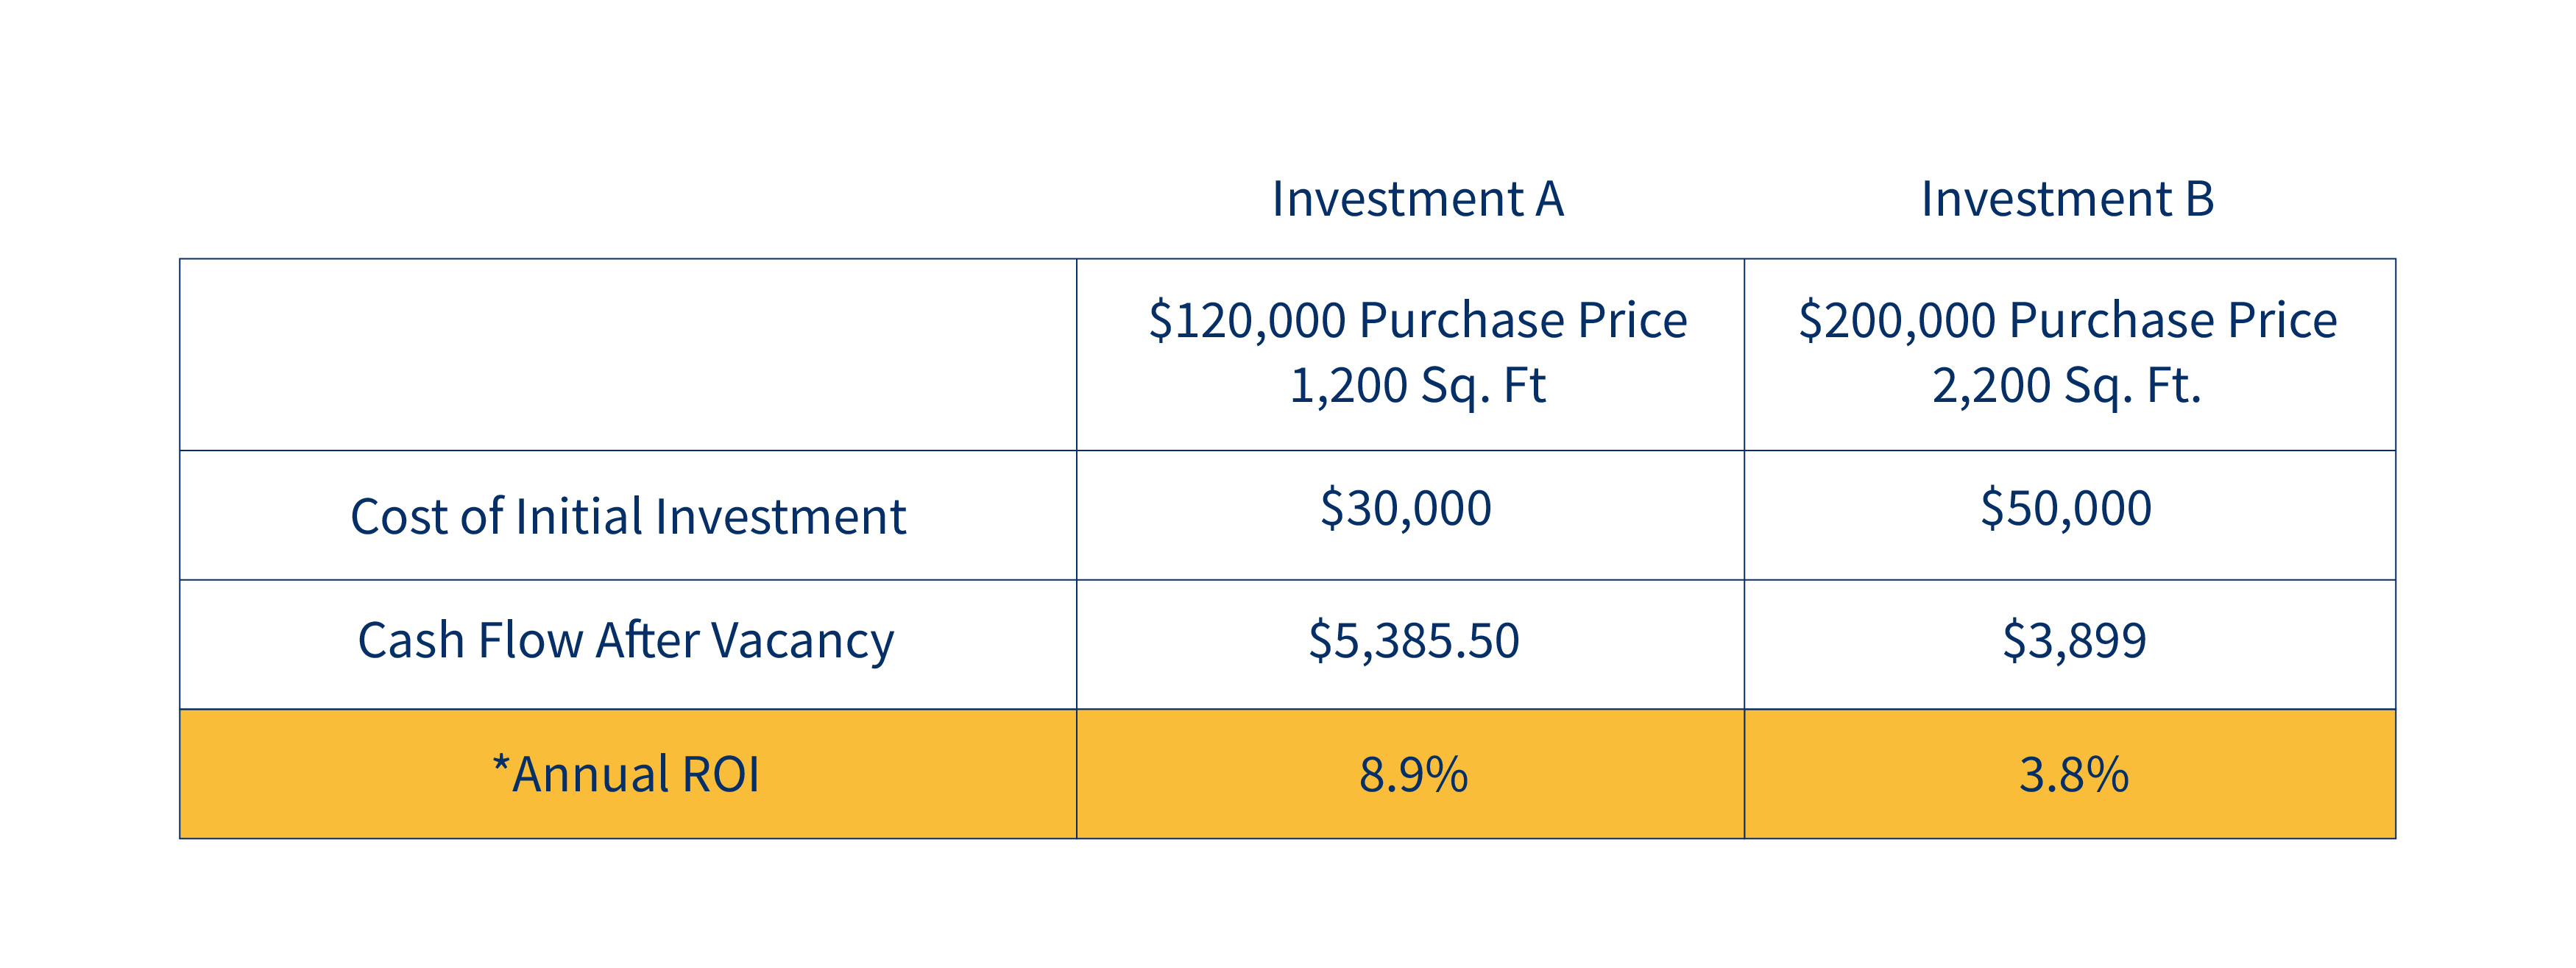 Investment A
Investment B
$120,000 Purchase Price
1,200 Sq. Ft
$200,000 Purchase Price
2,200 Sq. Ft.
Cost of Initial Investment
$30,000
$50,000
Cash Flow After Vacancy
$5,385.50
$3,899
*Annual ROI
8.9%
3.8%